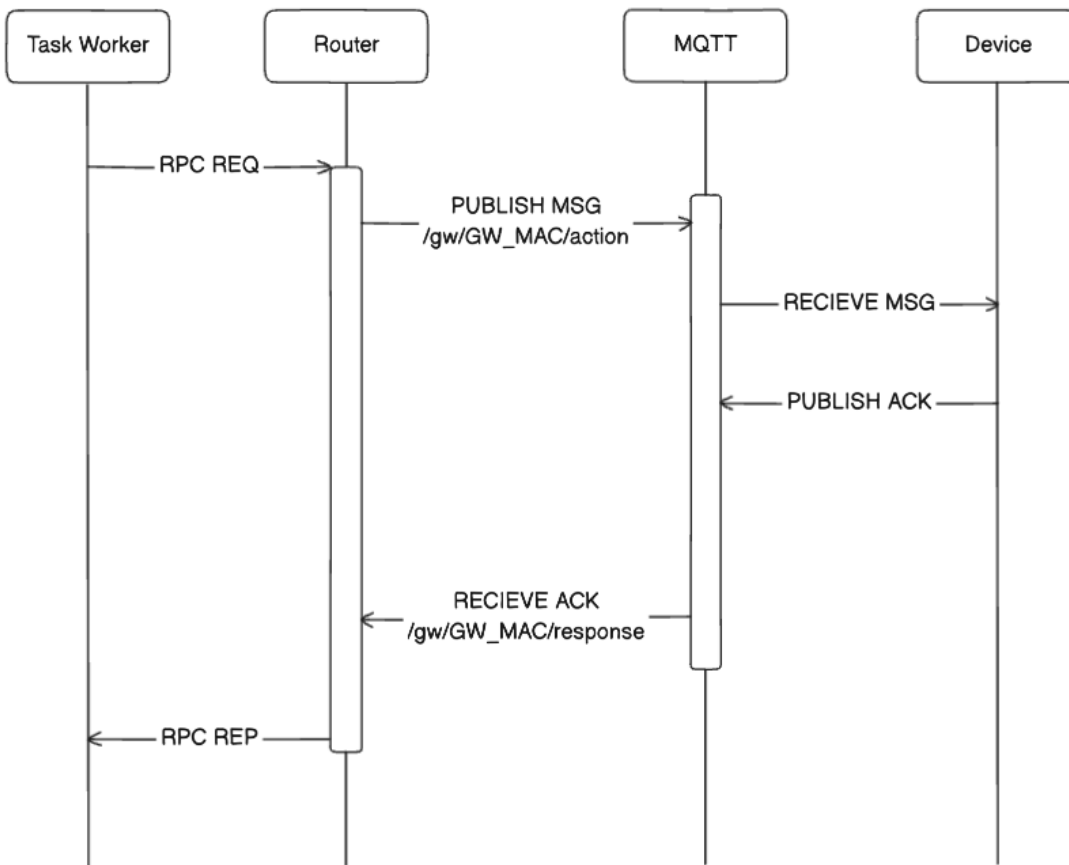 Task Worker
Router
MQTT
Device
RPC REQ
PUBLISH MSG
/gw/GW_MAC/action
RECIEVE MSG
PUBLISH ACK
RECIEVE ACK
/gw/GW_MAC/response
RPC REP